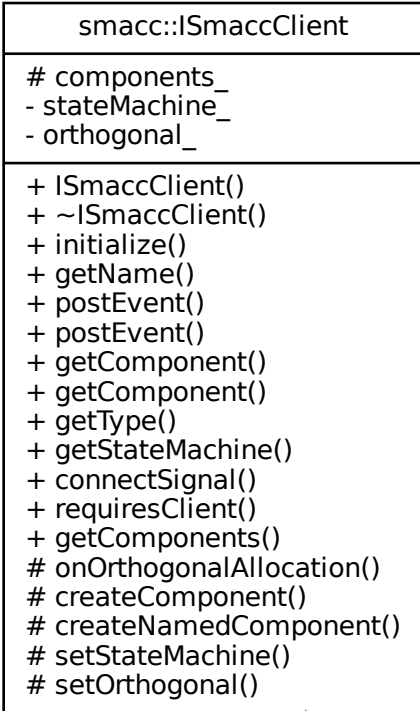 smacc::ISmaccClient
# components_
- stateMachine_
- orthogonal_
+ ISmaccClient()
+ ~ISmaccClient()
+ initialize()
+ getName()
+ postEvent()
+ postEvent()
+ getComponent()
+ getComponent()
+ getType()
+ getStateMachine()
+ connectSignal()
+ requiresClient()
+ getComponents()
# onOrthogonalAllocation()
# createComponent()
# createNamedComponent()
# setStateMachine()
# setOrthogonal()